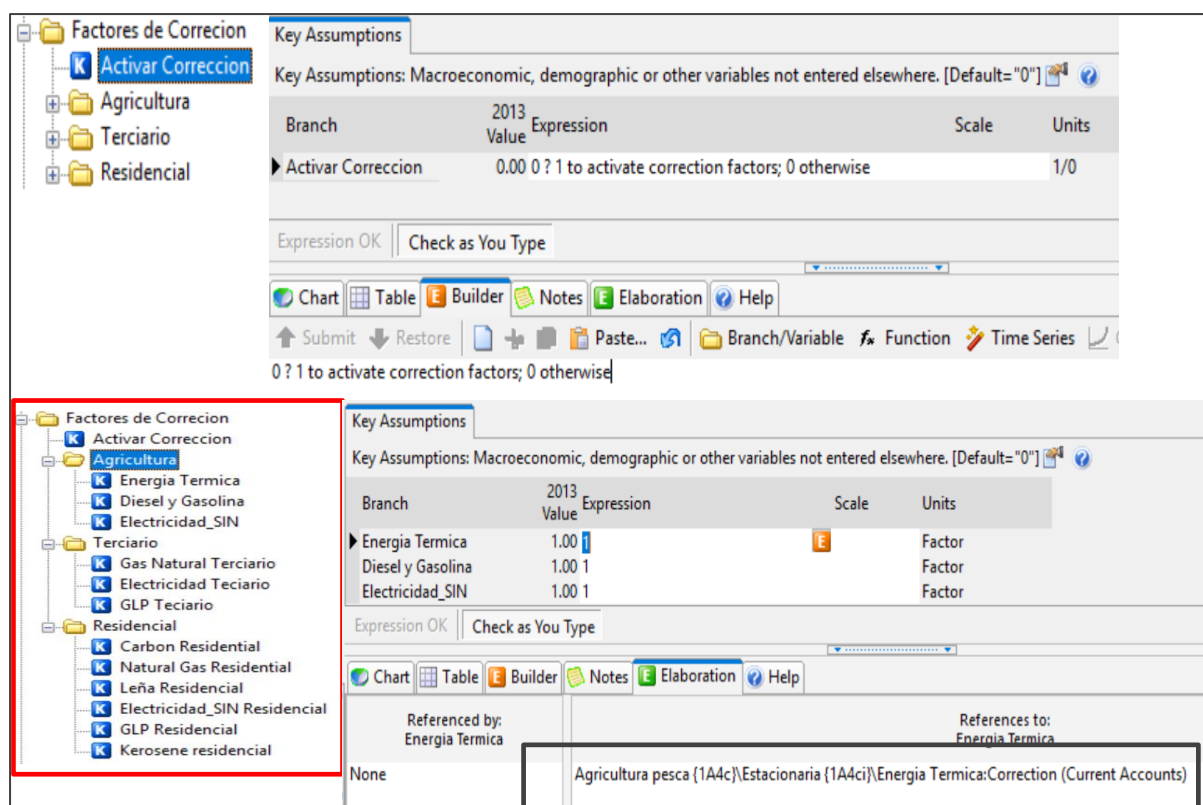 Factores de Correcion
Activar Correccion
Agricultura
Terciario
Residencial
Key Assumptions
Key Assumptions: Macroeconomic, demographic or other variables not entered elsewhere. [Default="0"]
Branch 2013 Value Expression Scale Units
Activar Correccion 0.00 0 ? 1 to activate correction factors; 0 otherwise 1/0
Expression OK Check as You Type
Chart Table Builder Notes Elaboration Help
Submit Restore Paste... Branch/Variable Function Time Series
0 ? 1 to activate correction factors; 0 otherwise
Factores de Correcion
Activar Correccion
Agricultura
Energia Termica
Diesel y Gasolina
Electricidad_SIN
Terciario
Gas Natural Terciario
Electricidad Teciario
GLP Teciario
Residencial
Carbon Residential
Natural Gas Residential
Leña Residencial
Electricidad_SIN Residencial
GLP Residencial
Kerosene residencial
Key Assumptions
Key Assumptions: Macroeconomic, demographic or other variables not entered elsewhere. [Default="0"]
Branch 2013 Value Expression Scale Units
Energia Termica 1.00 1 Factor
Diesel y Gasolina 1.00 1 Factor
Electricidad_SIN 1.00 1 Factor
Expression OK Check as You Type
Chart Table Builder Notes Elaboration Help
Referenced by:
Energia Termica
None
References to:
Energia Termica
Agricultura pesca {1A4c}\Estacionaria {1A4ci}\Energia Termica:Correction (Current Accounts)